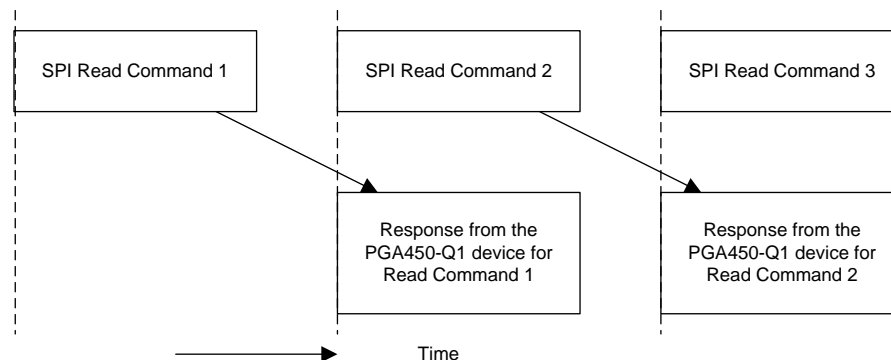 SPI Read Command 1
SPI Read Command 2
SPI Read Command 3
Response from the
PGA450-Q1 device for
Read Command 1
Response from the
PGA450-Q1 device for
Read Command 2
Time